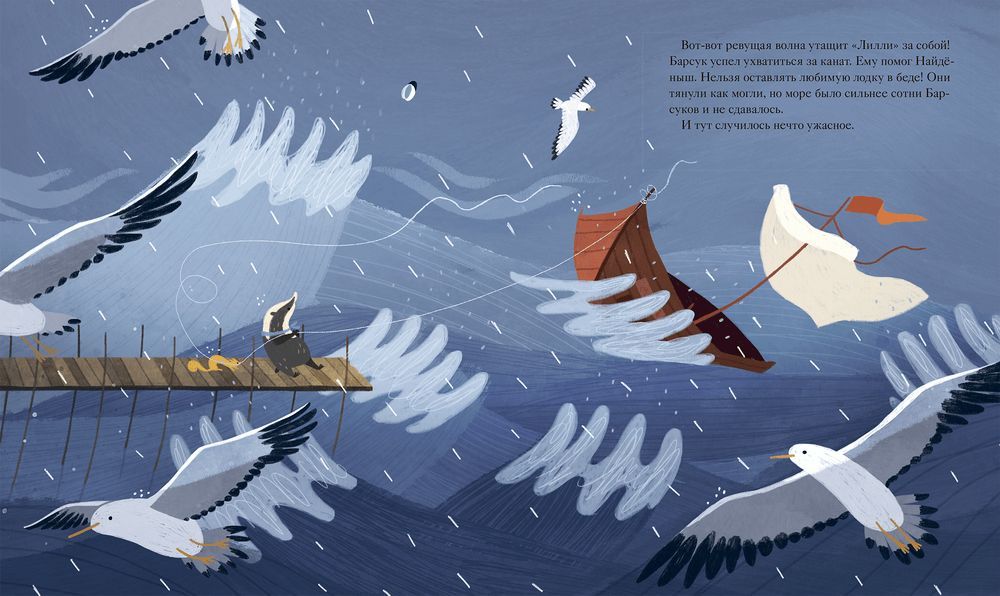 Вот-вот ревущая волна утащит «Лилли» за собой!
Барсук успел ухватиться за канат. Ему помог Найдё-
ныш. Нельзя оставлять любимую лодку в беде! Они
тянули как могли, но море было сильнее сотни Бар-
суков и не сдавалось.
И тут случилось нечто ужасное.